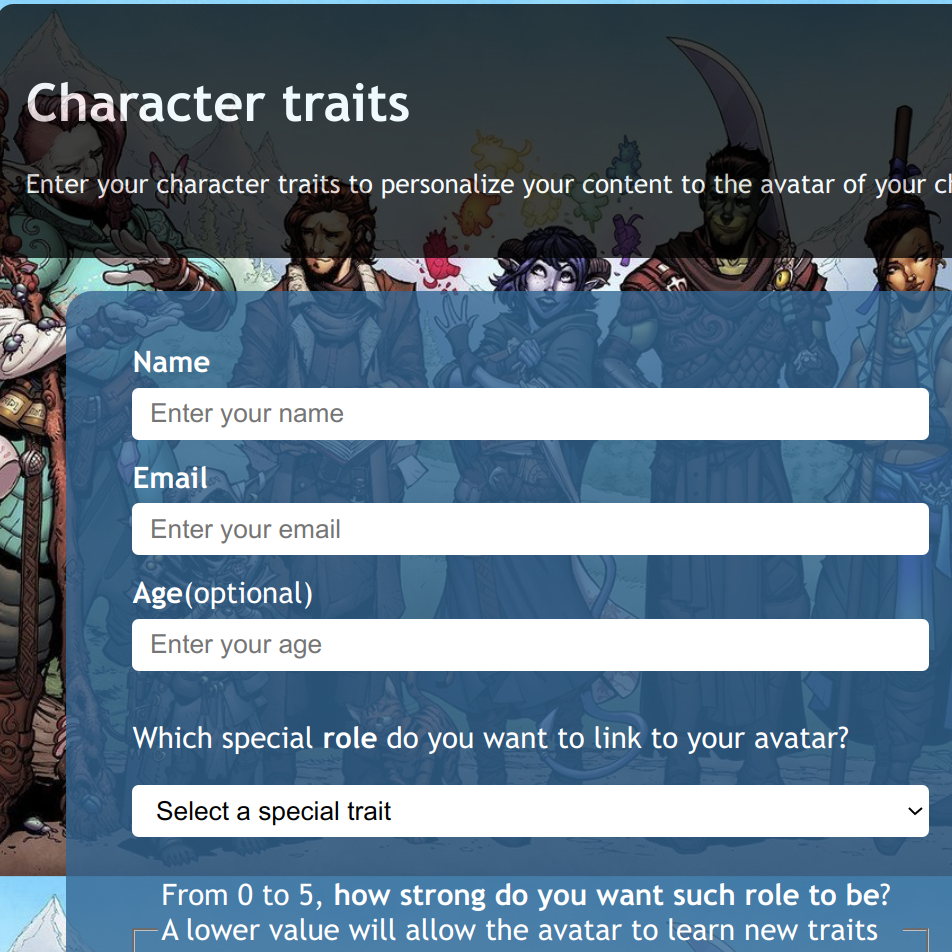 Character traits
Enter your character traits to personalize your content to the avatar of your
Name
Enter your name
Email
Enter your email
Age(optional)
Enter your age
Which special role do you want to link to your avatar?
Select a special trait
From 0 to 5, how strong do you want such role to be?
A lower value will allow the avatar to learn new traits